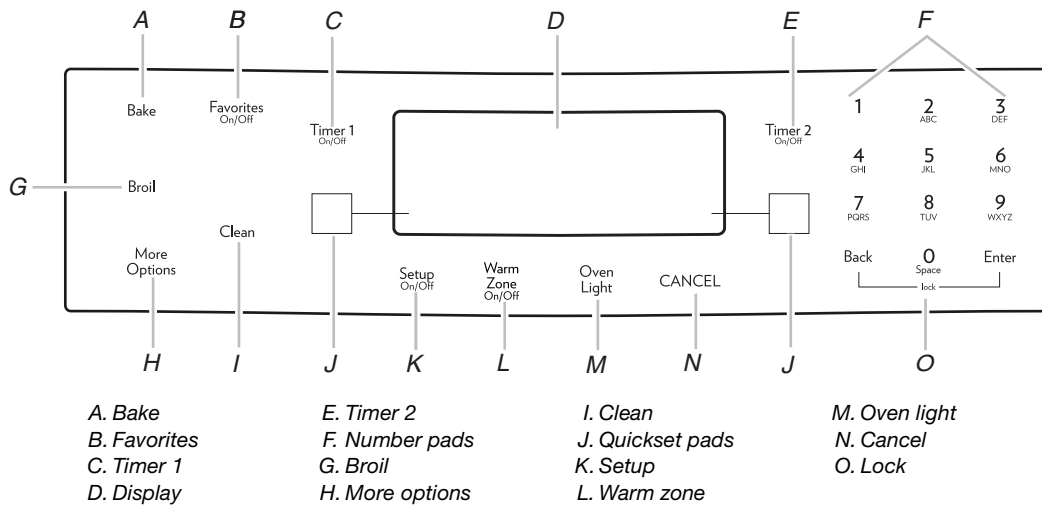 A B C D E F
Bake
Favorites
On/Off
Timer 1
On/Off
Timer 2
On/Off
1 2 3
ABC DEF
4 5 6
GHI JKL MNO
7 8 9
PQRS TUV WXYZ
G
Broil
Clean
More
Options
Setup
On/Off
Warm
Zone
On/Off
Oven
Light
CANCEL
Back 0 Enter
Space
lock
H I J K L M N J O
A. Bake
B. Favorites
C. Timer 1
D. Display
E. Timer 2
F. Number pads
G. Broil
H. More options
I. Clean
J. Quickset pads
K. Setup
L. Warm zone
M. Oven light
N. Cancel
O. Lock